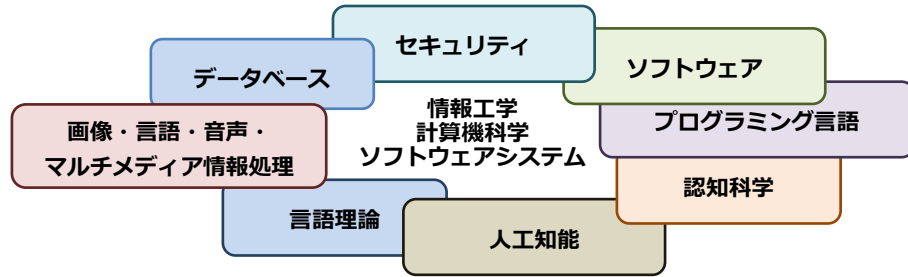 セキュリティ
データベース
ソフトウェア
画像・言語・音声・
マルチメディア情報処理
情報工学
計算機科学
ソフトウェアシステム
プログラミング言語
認知科学
言語理論
人工知能